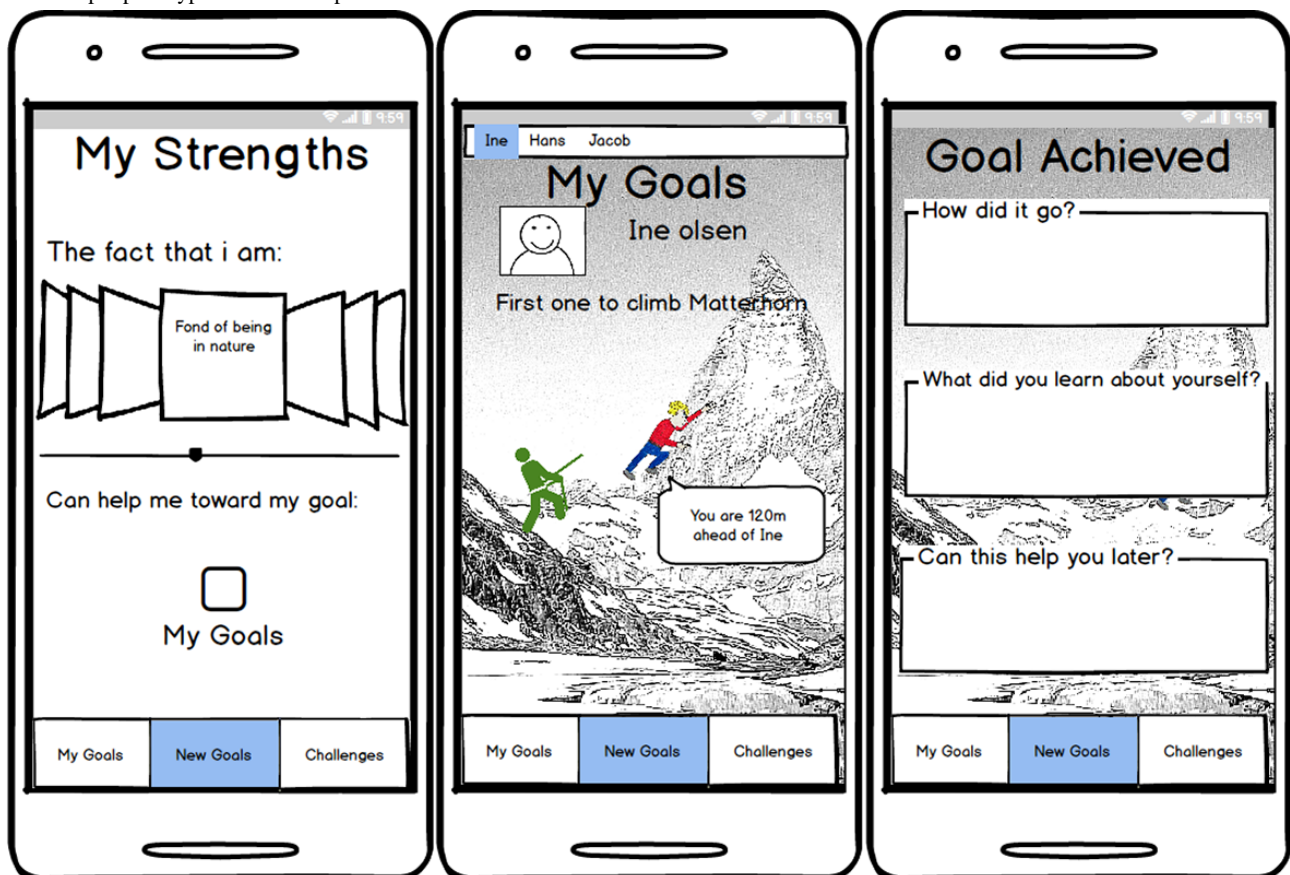 9:59
My Strengths
The fact that i am:
Fond of being
in nature
Can help me toward my goal:
My Goals
My Goals New Goals Challenges
9:59
Ine Hans Jacob
My Goals
Ine olsen
First one to climb Matterhorn
You are 120m
ahead of Ine
My Goals New Goals Challenges
9:59
Goal Achieved
How did it go?
What did you learn about yourself?
Can this help you later?
My Goals New Goals Challenges